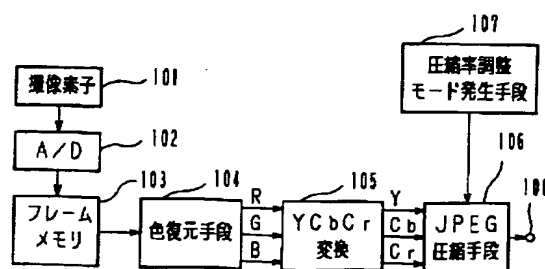 107
圧縮率調整
モード発生手段
101
撮像素子
102
A/D
103
フレーム
メモリ
104
色復元手段
R
G
B
105
YCbCr
変換
Y
Cb
Cr
106
JPEG
圧縮手段